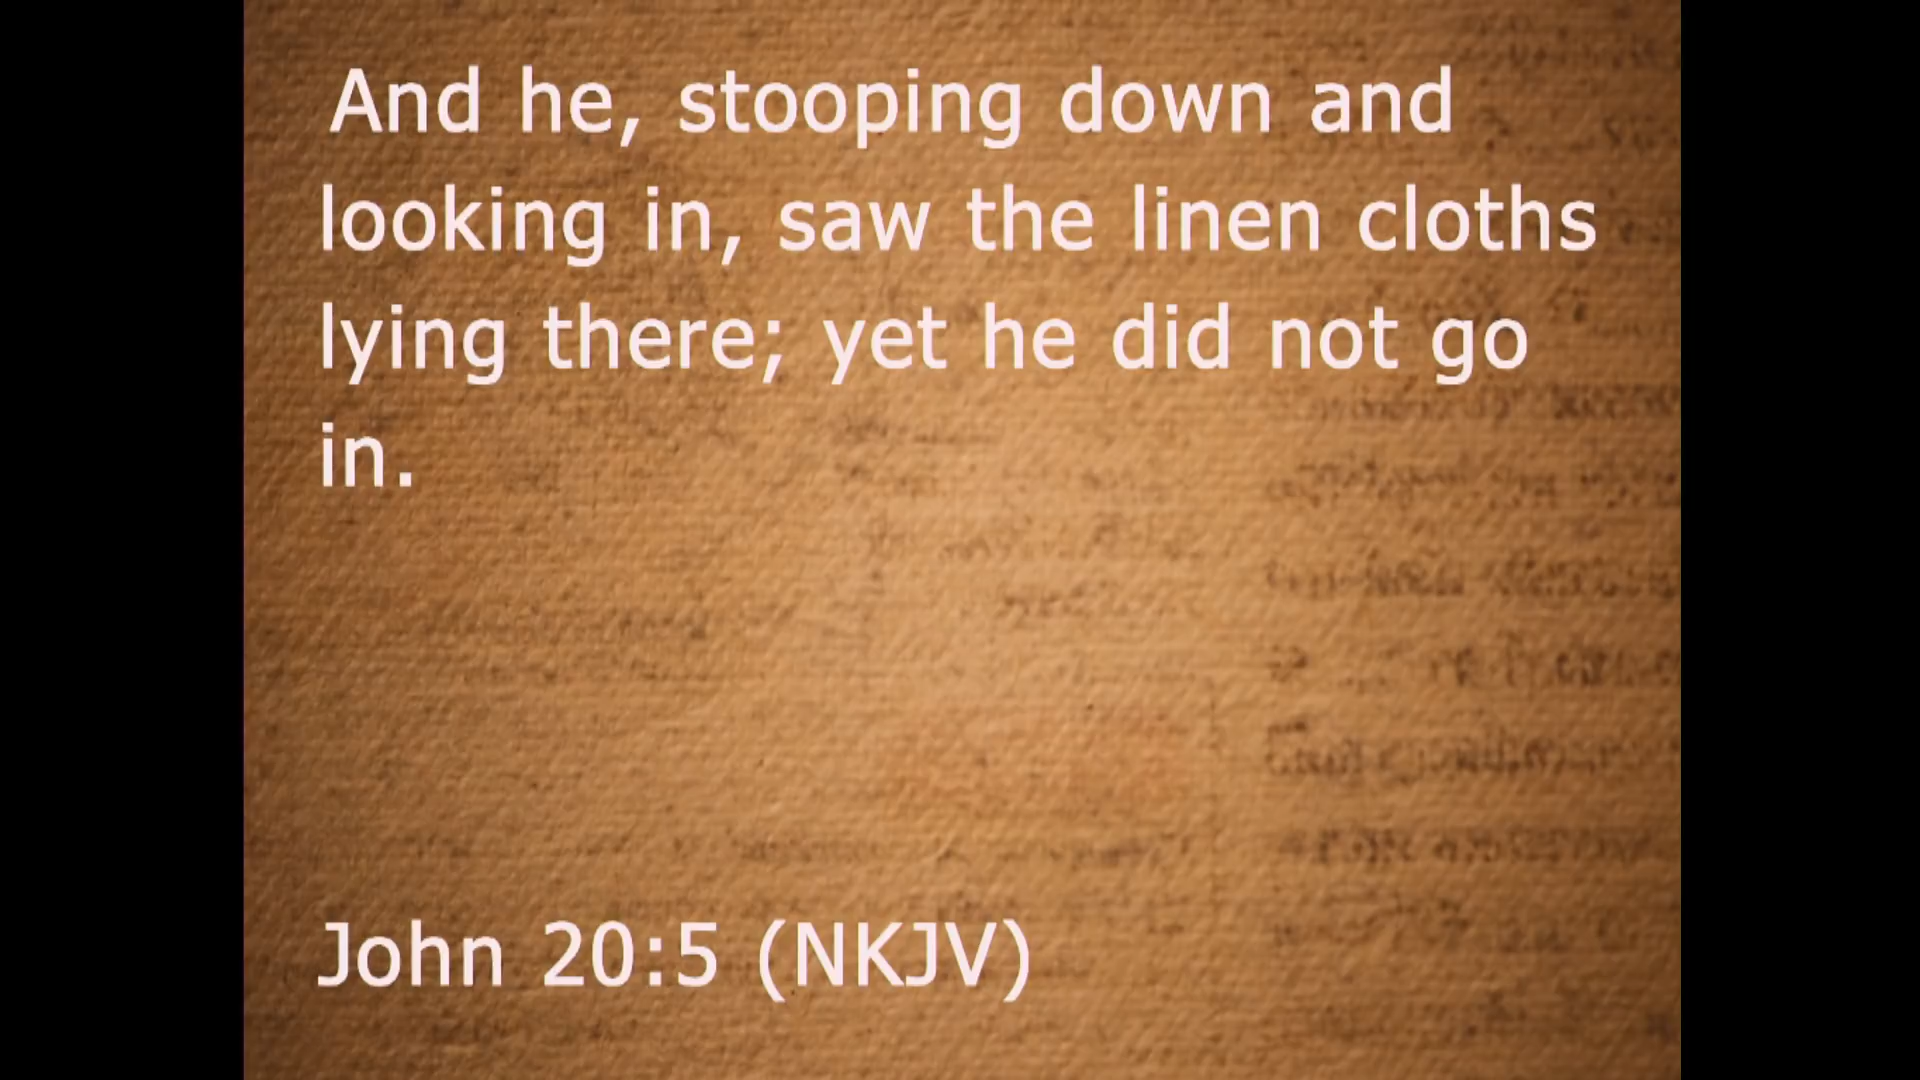 And he, stooping down and
looking in, saw the linen cloths
lying there; yet he did not go
in.
John 20:5 (NKJV)